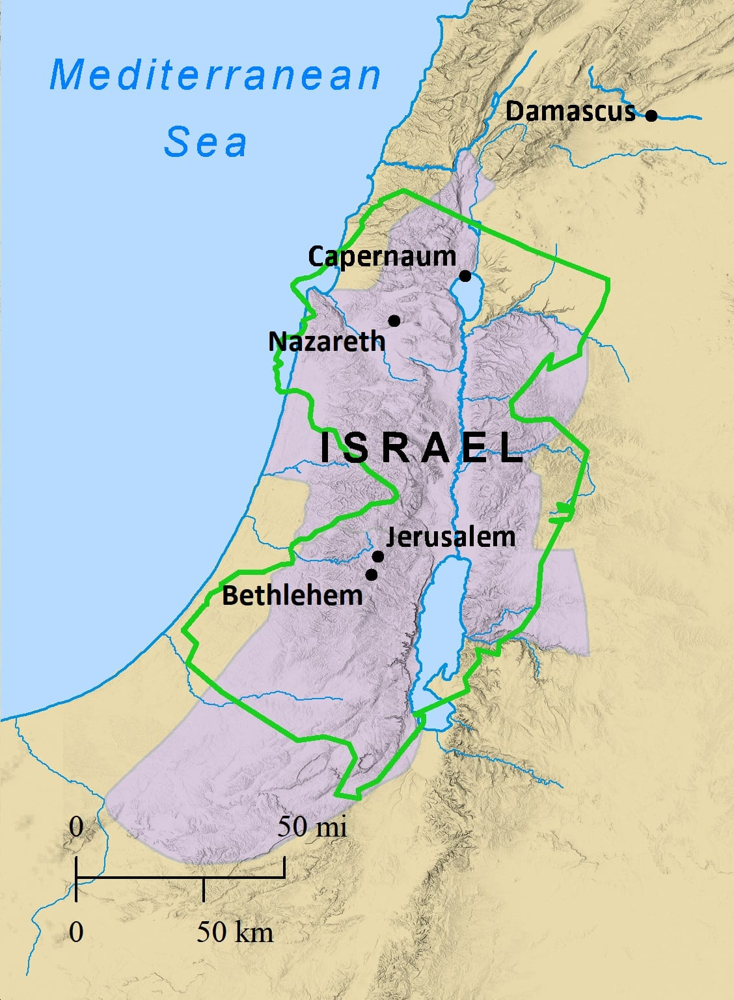 Mediterranean
Sea
Damascus
Capernaum
Nazareth
ISRAEL
Jerusalem
Bethlehem
0 50 mi
0 50 km